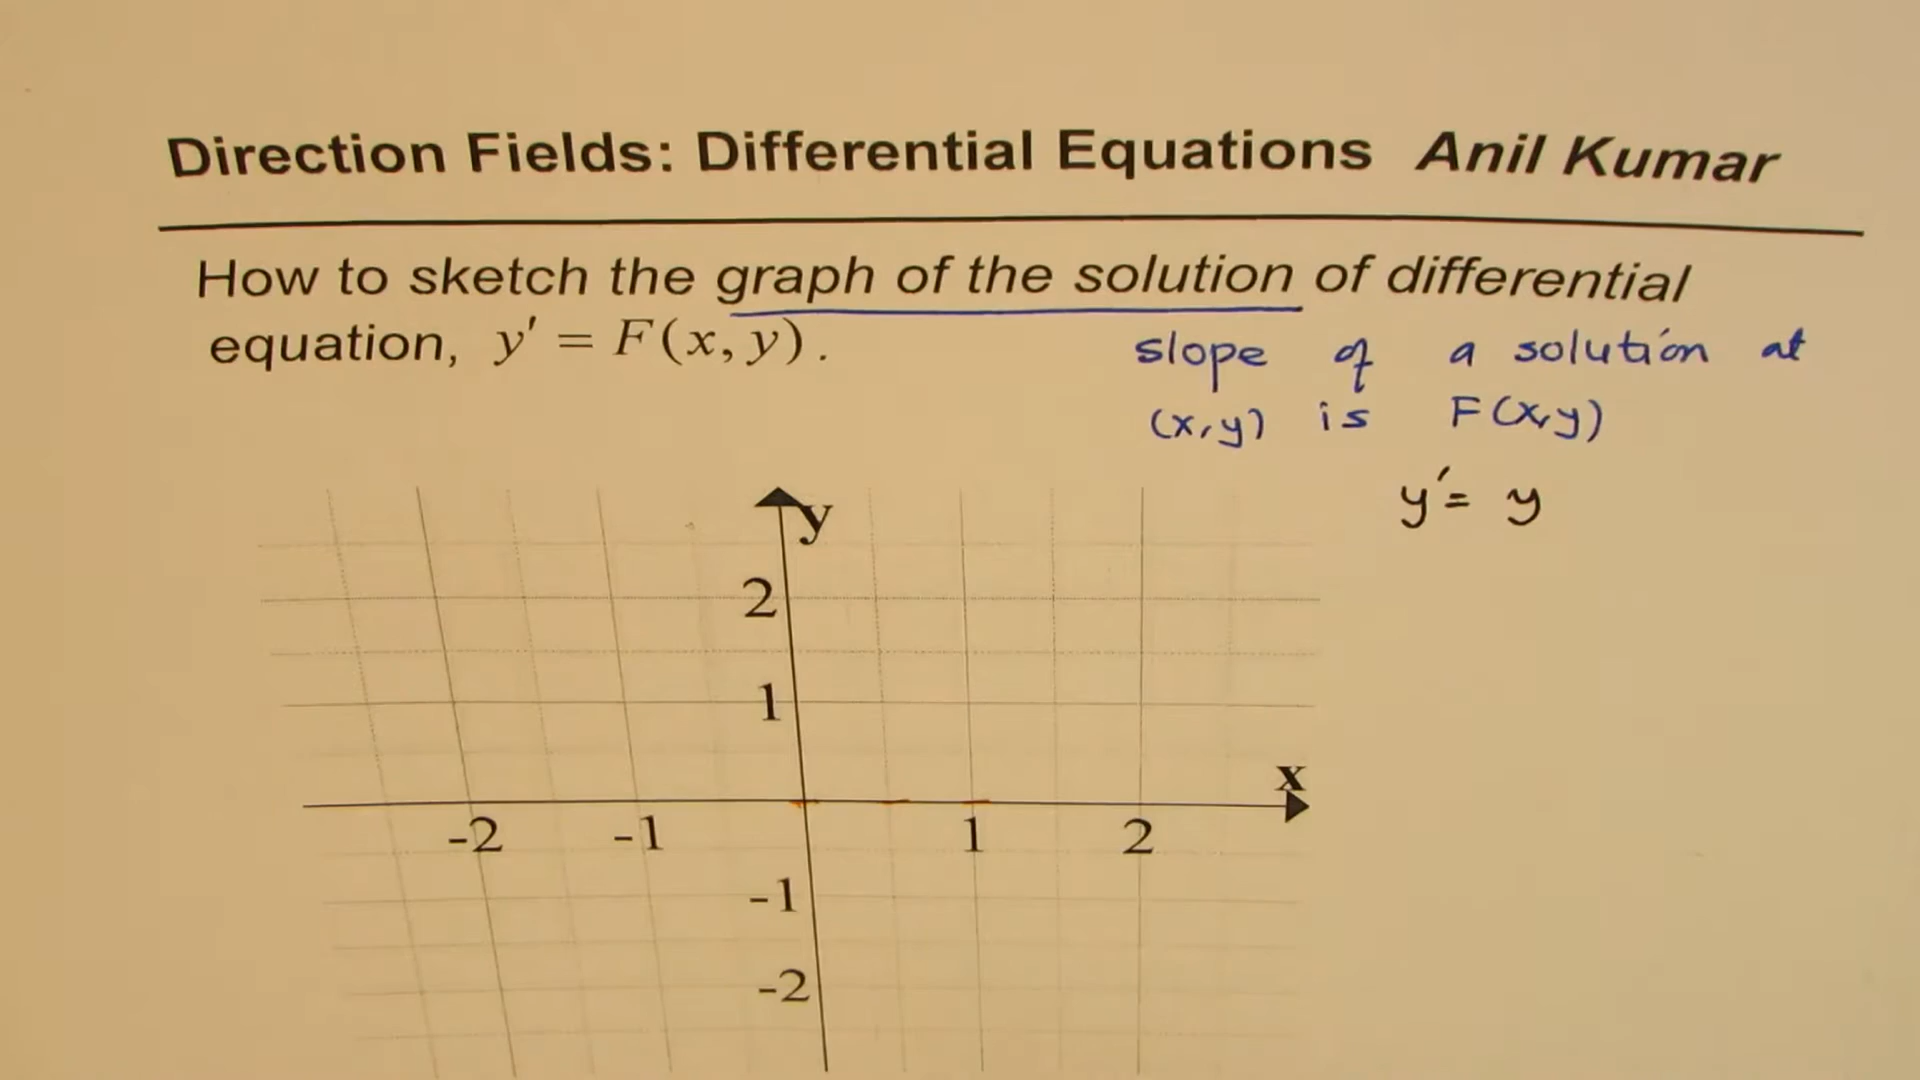 Direction Fields: Differential Equations Anil Kumar
How to sketch the graph of the solution of differential
equation, y' = F(x, y).
slope of a solution at
(x,y) is F(x,y)
y' = y
y
2
1
x
-2 -1 1 2
-1
-2